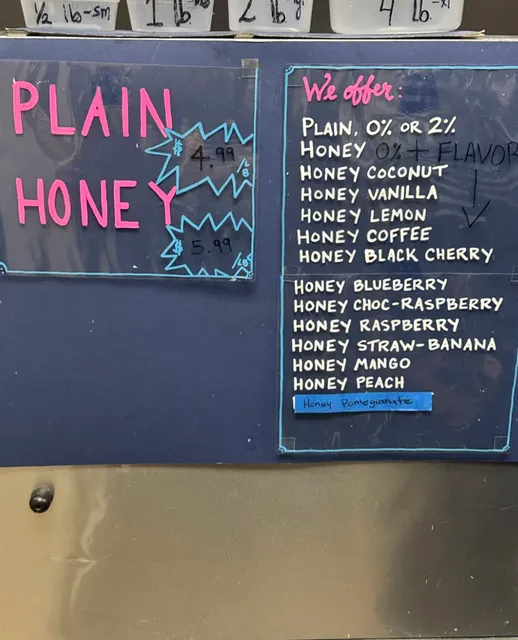 1/2 lb-sm
1 lb
2 lb
4 lb-xl
PLAIN
$ 4.99 /LB
HONEY
$ 5.99 /LB
We offer:
PLAIN, 0% OR 2%
HONEY 0% + FLAVOR
HONEY COCONUT
HONEY VANILLA
HONEY LEMON
HONEY COFFEE
HONEY BLACK CHERRY
HONEY BLUEBERRY
HONEY CHOC-RASPBERRY
HONEY RASPBERRY
HONEY STRAW-BANANA
HONEY MANGO
HONEY PEACH
Honey Pomegranate